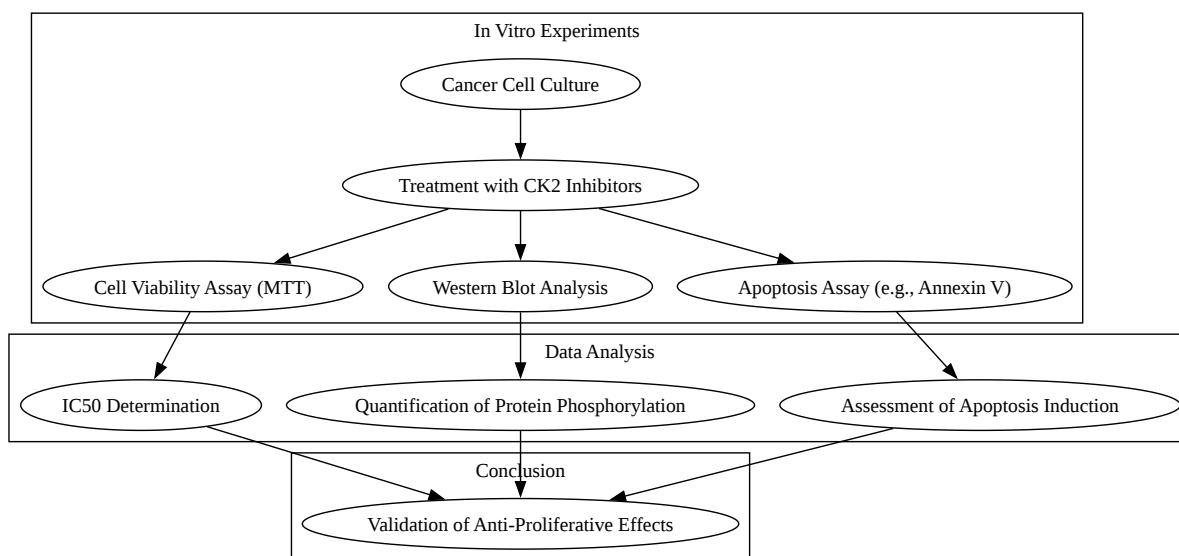 In Vitro Experiments
Cancer Cell Culture
Treatment with CK2 Inhibitors
Cell Viability Assay (MTT)
Western Blot Analysis
Apoptosis Assay (e.g., Annexin V)
Data Analysis
IC50 Determination
Quantification of Protein Phosphorylation
Assessment of Apoptosis Induction
Conclusion
Validation of Anti-Proliferative Effects